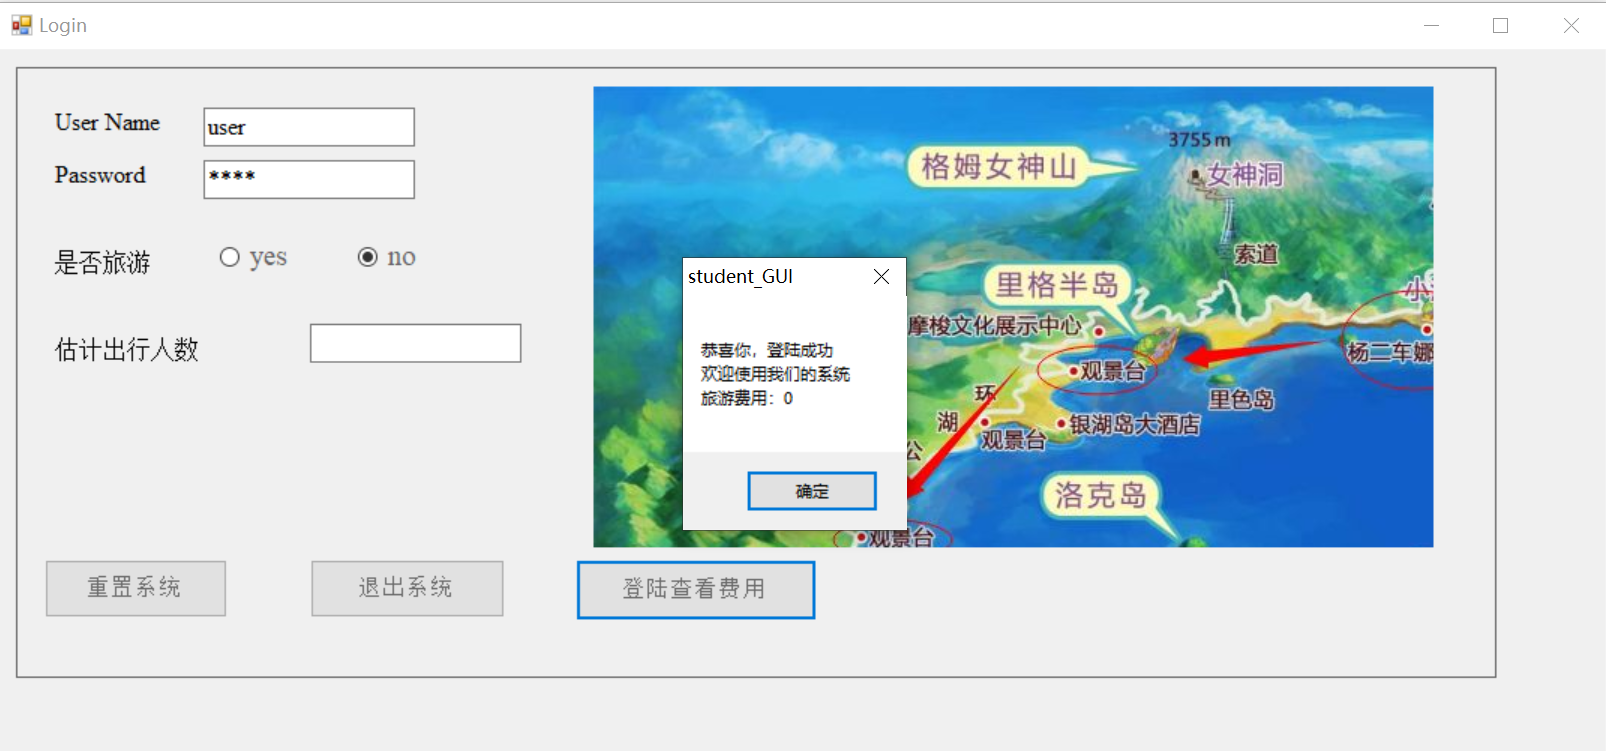 Login
User Name
user
Password
****
是否旅游
yes
no
估计出行人数
重置系统
退出系统
登陆查看费用
student_GUI
恭喜你，登陆成功
欢迎使用我们的系统
旅游费用：0
确定
3755m
格姆女神山
女神洞
索道
里格半岛
摩梭文化展示中心
观景台
杨二车娜
里色岛
环
湖
公
银湖岛大酒店
观景台
洛克岛
观景台
小